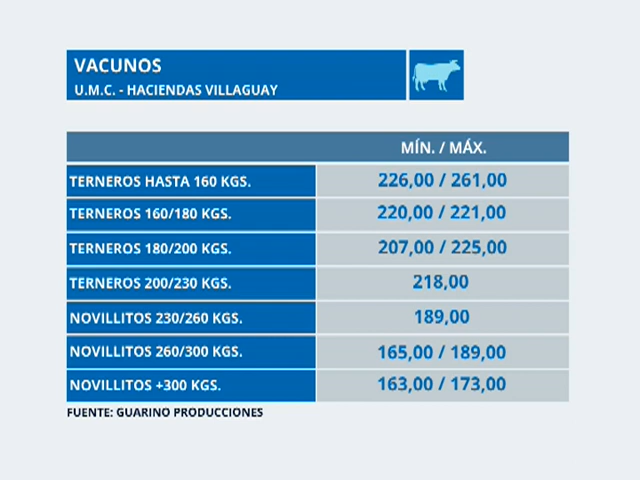 VACUNOS
U.M.C. - HACIENDAS VILLAGUAY
MÍN. / MÁX.
TERNEROS HASTA 160 KGS. 226,00 / 261,00
TERNEROS 160/180 KGS. 220,00 / 221,00
TERNEROS 180/200 KGS. 207,00 / 225,00
TERNEROS 200/230 KGS. 218,00
NOVILLITOS 230/260 KGS. 189,00
NOVILLITOS 260/300 KGS. 165,00 / 189,00
NOVILLITOS +300 KGS. 163,00 / 173,00
FUENTE: GUARINO PRODUCCIONES